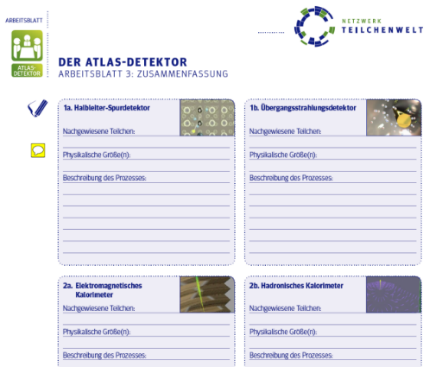 ARBEITSBLATT
NETZWERK
TEILCHENWELT
ATLAS-
DETEKTOR
DER ATLAS-DETEKTOR
ARBEITSBLATT 3: ZUSAMMENFASSUNG
1a. Halbleiter-Spurdetektor
Nachgewiesene Teilchen:
Physikalische Größe(n):
Beschreibung des Prozesses:
1b. Übergangsstrahlungsdetektor
Nachgewiesene Teilchen:
Physikalische Größe(n):
Beschreibung des Prozesses:
2a. Elektromagnetisches
Kalorimeter
Nachgewiesene Teilchen:
Physikalische Größe(n):
Beschreibung des Prozesses:
2b. Hadronisches Kalorimeter
Nachgewiesene Teilchen:
Physikalische Größe(n):
Beschreibung des Prozesses: